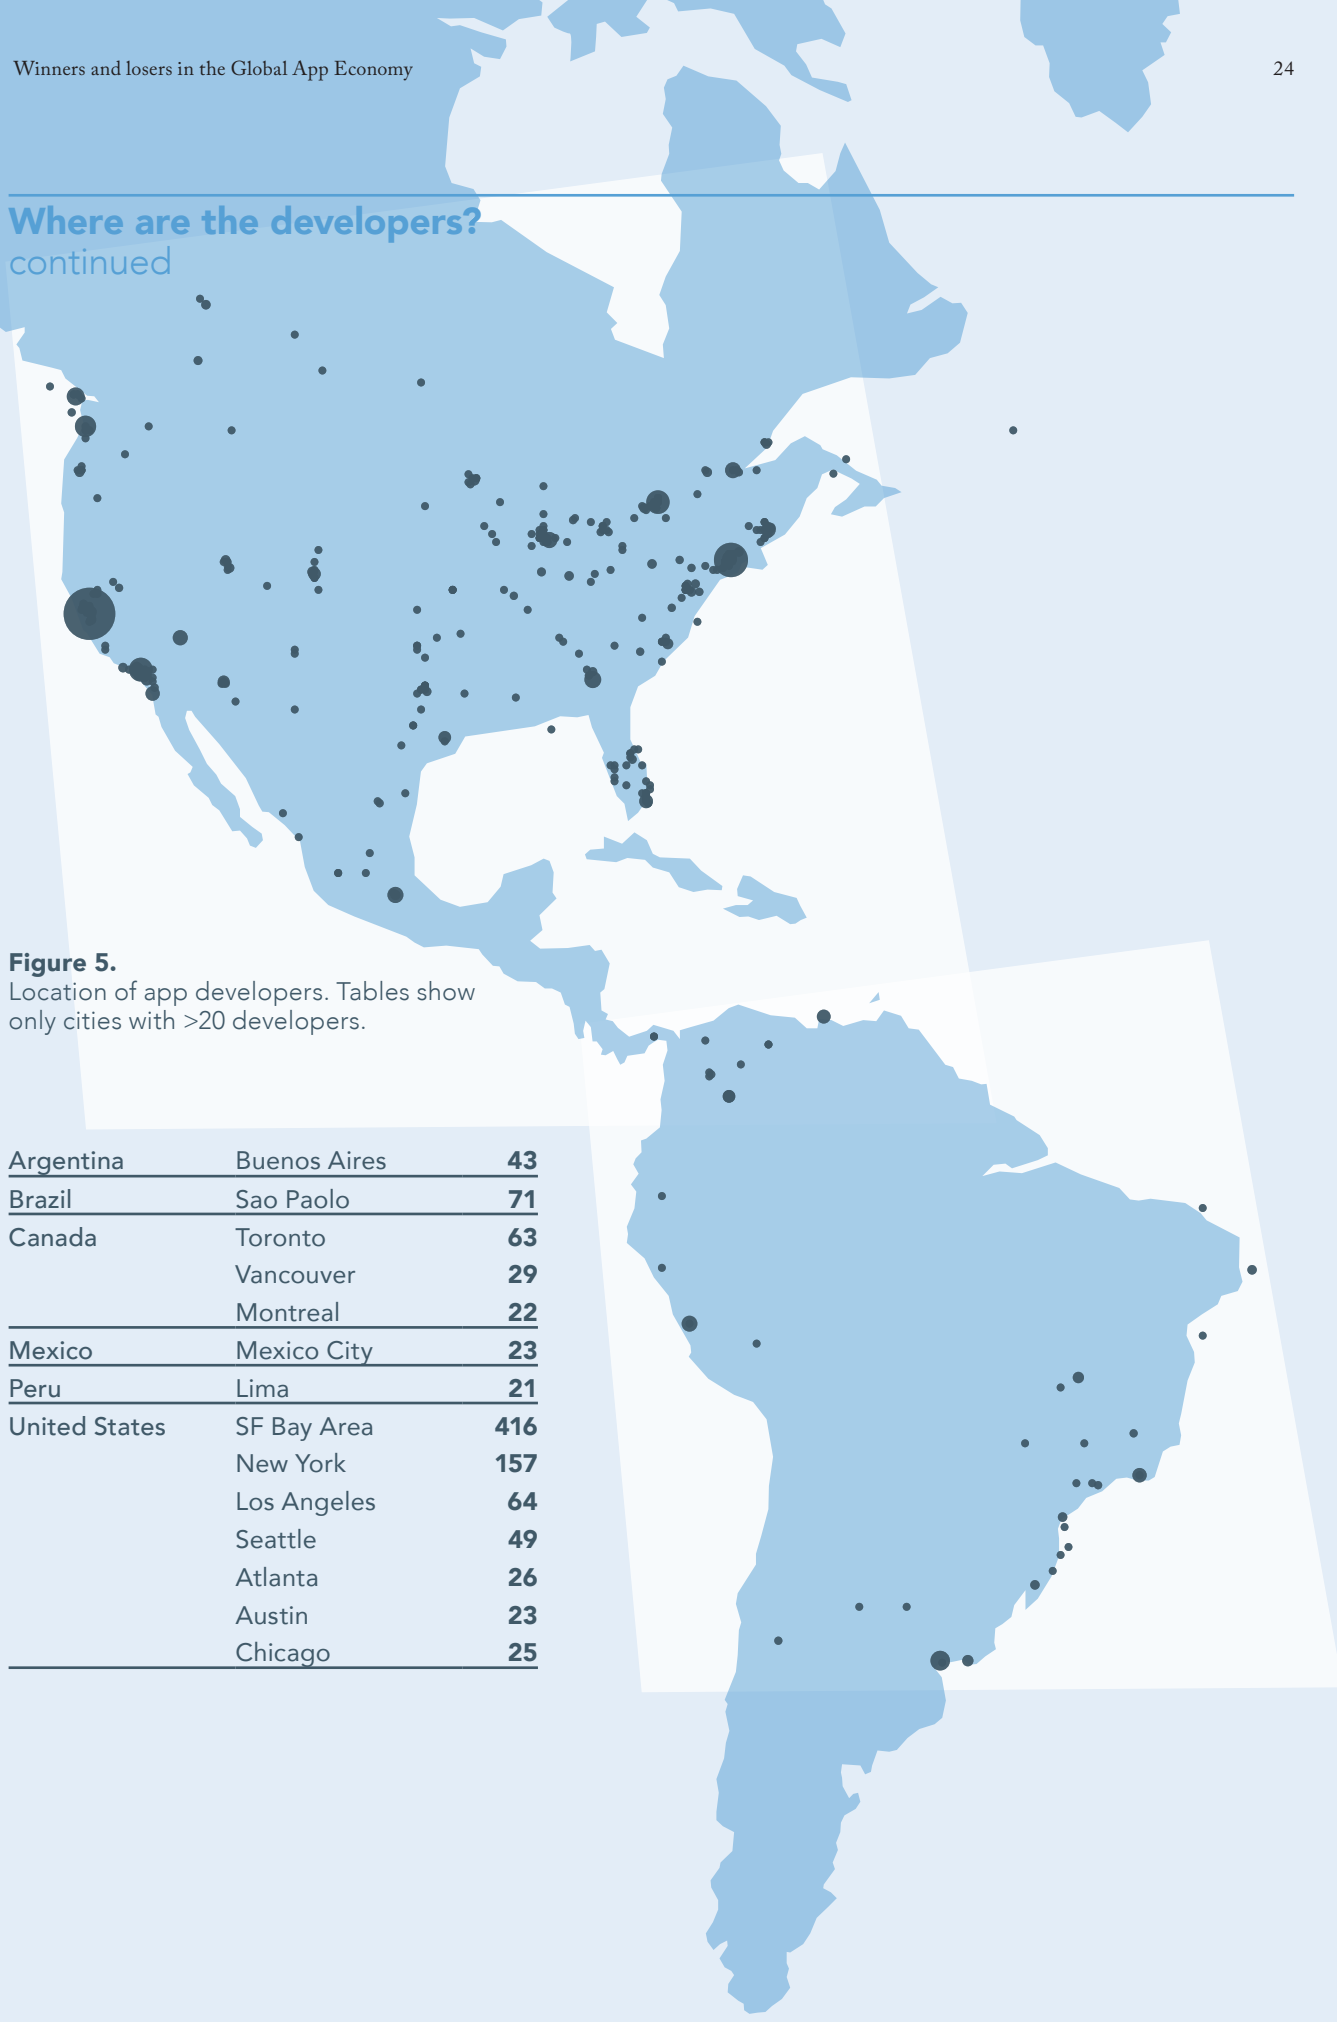 Winners and losers in the Global App Economy 24
Where are the developers?
continued
Figure 5.
Location of app developers. Tables show
only cities with >20 developers.
Argentina Buenos Aires 43
Brazil Sao Paolo 71
Canada Toronto 63
Vancouver 29
Montreal 22
Mexico Mexico City 23
Peru Lima 21
United States SF Bay Area 416
New York 157
Los Angeles 64
Seattle 49
Atlanta 26
Austin 23
Chicago 25